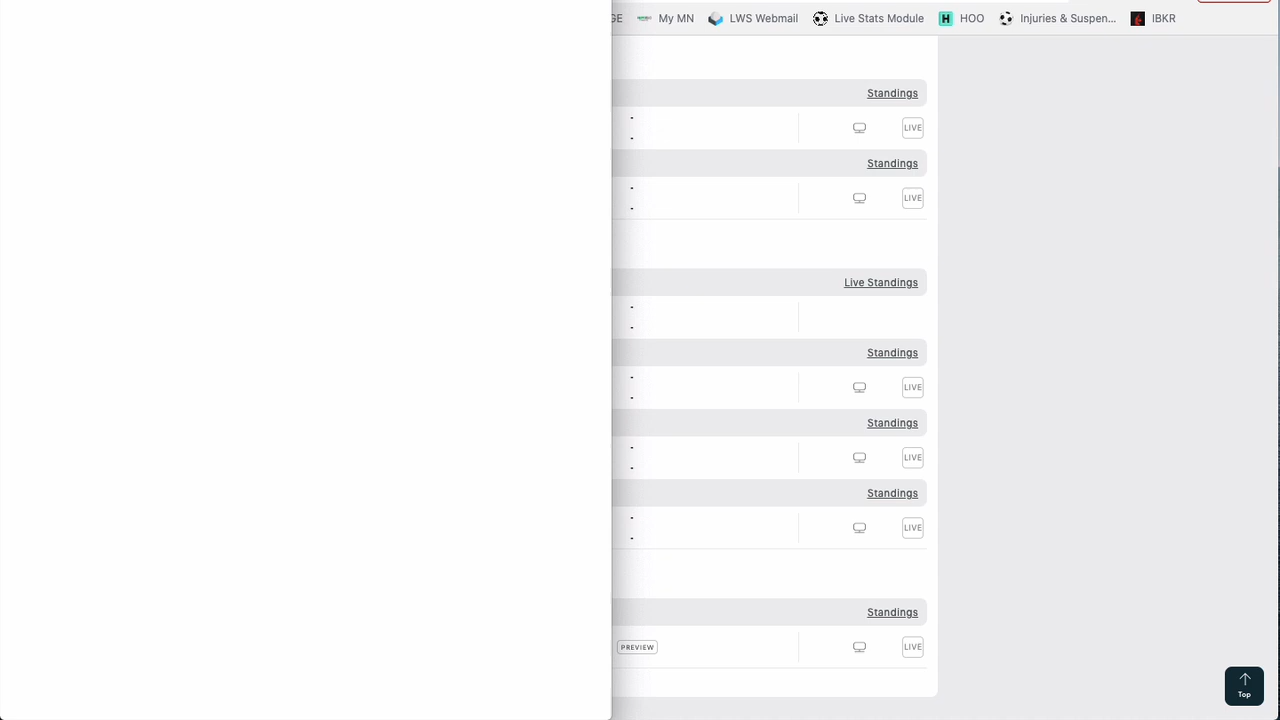 GE My MN LWS Webmail Live Stats Module H HOO Injuries & Suspen... IBKR
Standings
LIVE
Standings
LIVE
Live Standings
Standings
LIVE
Standings
LIVE
Standings
LIVE
Standings
PREVIEW LIVE
Top